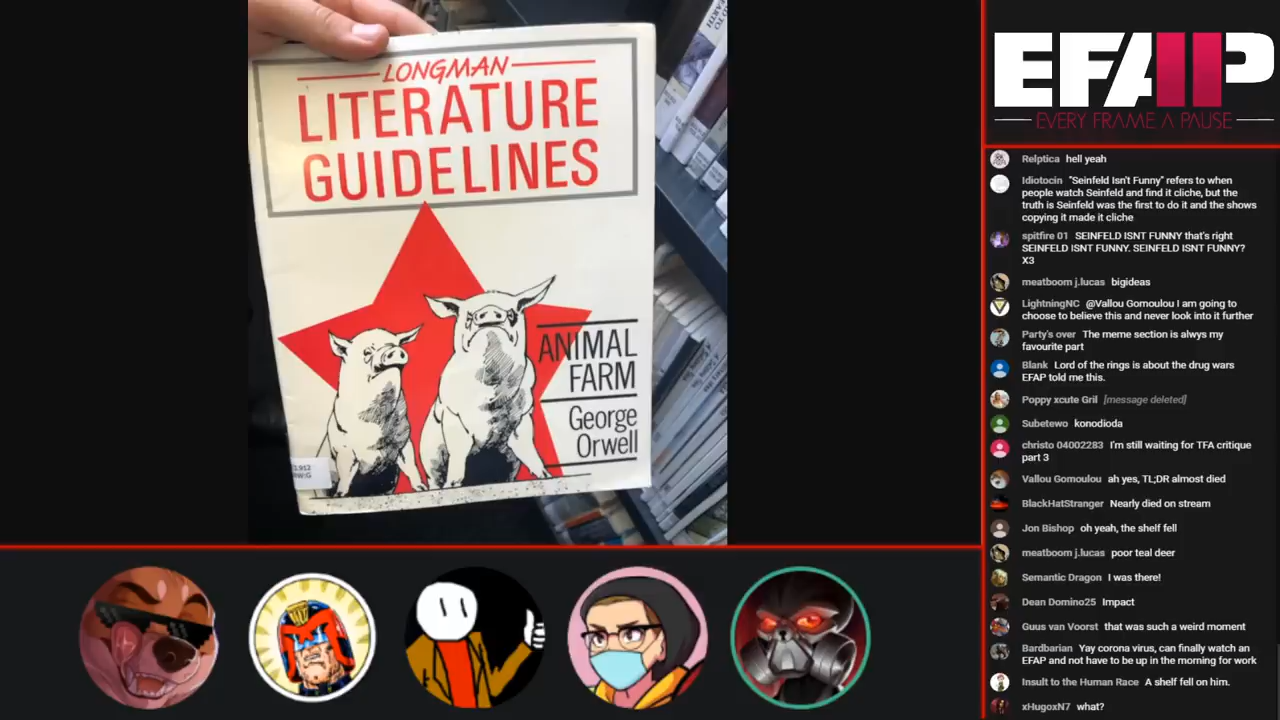 LONGMAN
LITERATURE
GUIDELINES
ANIMAL
FARM
George
Orwell
EFAP
EVERY FRAME A PAUSE
Relptica hell yeah
Idiotocin "Seinfeld Isn't Funny" refers to when
people watch Seinfeld and find it cliche, but the
truth is Seinfeld was the first to do it and the shows
copying it made it cliche
spitfire 01 SEINFELD ISNT FUNNY that's right
SEINFELD ISNT FUNNY. SEINFELD ISNT FUNNY?
X3
meatboom j.lucas bigideas
LightningNC @Vallou Gomoulou I am going to
choose to believe this and never look into it further
Party's over The meme section is alwys my
favourite part
Blank Lord of the rings is about the drug wars
EFAP told me this.
Poppy xcute Gril [message deleted]
Subetewo konodioda
christo 04002283 I'm still waiting for TFA critique
part 3
Vallou Gomoulou ah yes, TL;DR almost died
BlackHatStranger Nearly died on stream
Jon Bishop oh yeah, the shelf fell
meatboom j.lucas poor teal deer
Semantic Dragon I was there!
Dean Domino25 Impact
Guus van Voorst that was such a weird moment
Bardbarian Yay corona virus, can finally watch an
EFAP and not have to be up in the morning for work
Insult to the Human Race A shelf fell on him.
xHugoxN7 what?